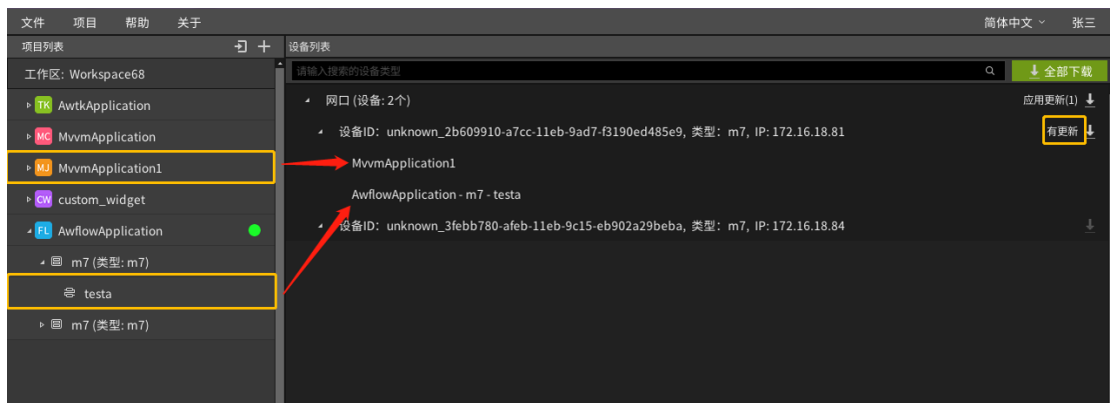 文件 项目 帮助 关于 简体中文 张三
项目列表
设备列表
工作区: Workspace68
请输入搜索的设备类型
全部下载
TK AwtkApplication
网口 (设备: 2个) 应用更新(1)
MC MvvmApplication
设备ID: unknown_2b609910-a7cc-11eb-9ad7-f3190ed485e9, 类型: m7, IP: 172.16.18.81 有更新
MJ MvvmApplication1
MvvmApplication1
CW custom_widget
AwflowApplication - m7 - testa
FL AwflowApplication
设备ID: unknown_3febb780-afeb-11eb-9c15-eb902a29beba, 类型: m7, IP: 172.16.18.84
m7 (类型: m7)
testa
m7 (类型: m7)